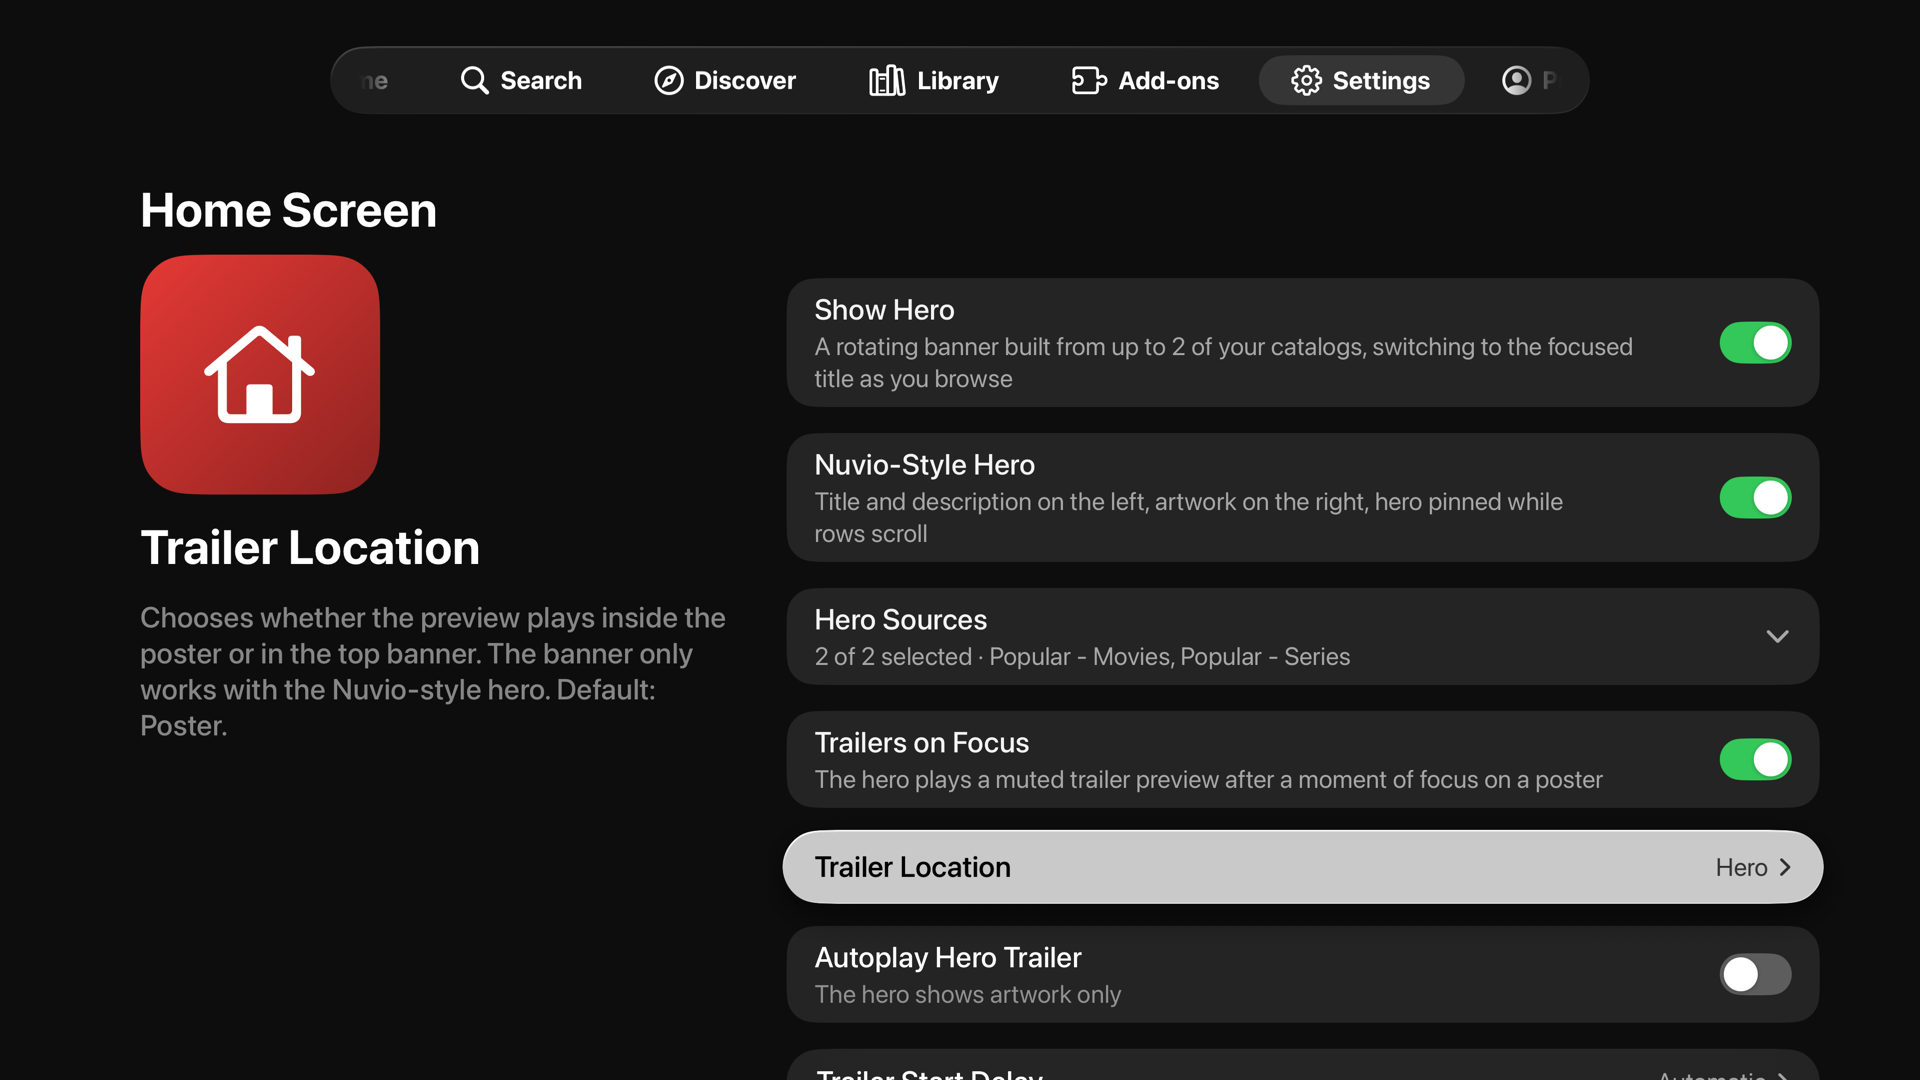 Search
Discover
Library
Add-ons
Settings
Home Screen
Trailer Location
Chooses whether the preview plays inside the
poster or in the top banner. The banner only
works with the Nuvio-style hero. Default:
Poster.
Show Hero
A rotating banner built from up to 2 of your catalogs, switching to the focused
title as you browse
Nuvio-Style Hero
Title and description on the left, artwork on the right, hero pinned while
rows scroll
Hero Sources
2 of 2 selected · Popular - Movies, Popular - Series
Trailers on Focus
The hero plays a muted trailer preview after a moment of focus on a poster
Trailer Location
Hero
Autoplay Hero Trailer
The hero shows artwork only
Trailer Start Delay
Automatic